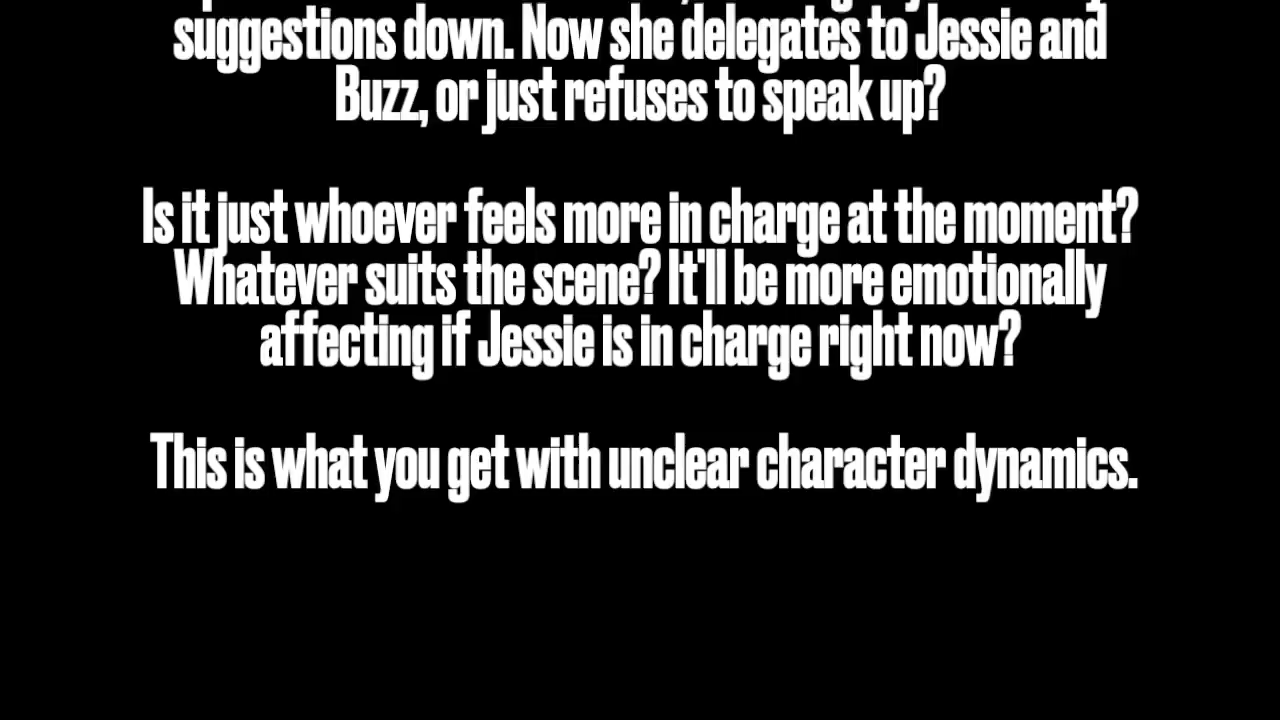 suggestions down. Now she delegates to Jessie and
Buzz, or just refuses to speak up?
Is it just whoever feels more in charge at the moment?
Whatever suits the scene? It'll be more emotionally
affecting if Jessie is in charge right now?
This is what you get with unclear character dynamics.